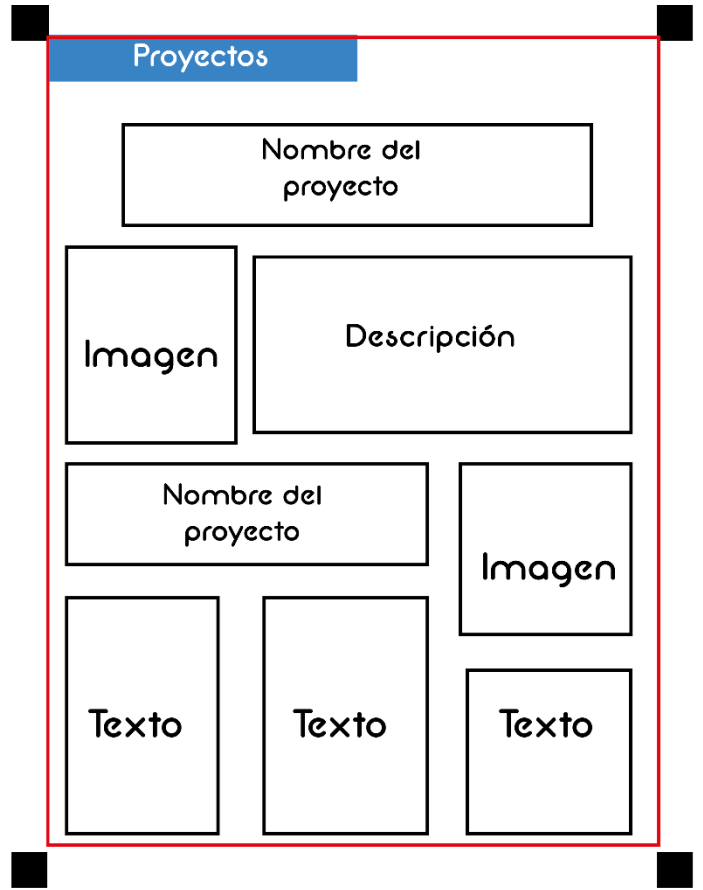 Proyectos
Nombre del
proyecto
Imagen
Descripción
Nombre del
proyecto
Imagen
Texto
Texto
Texto